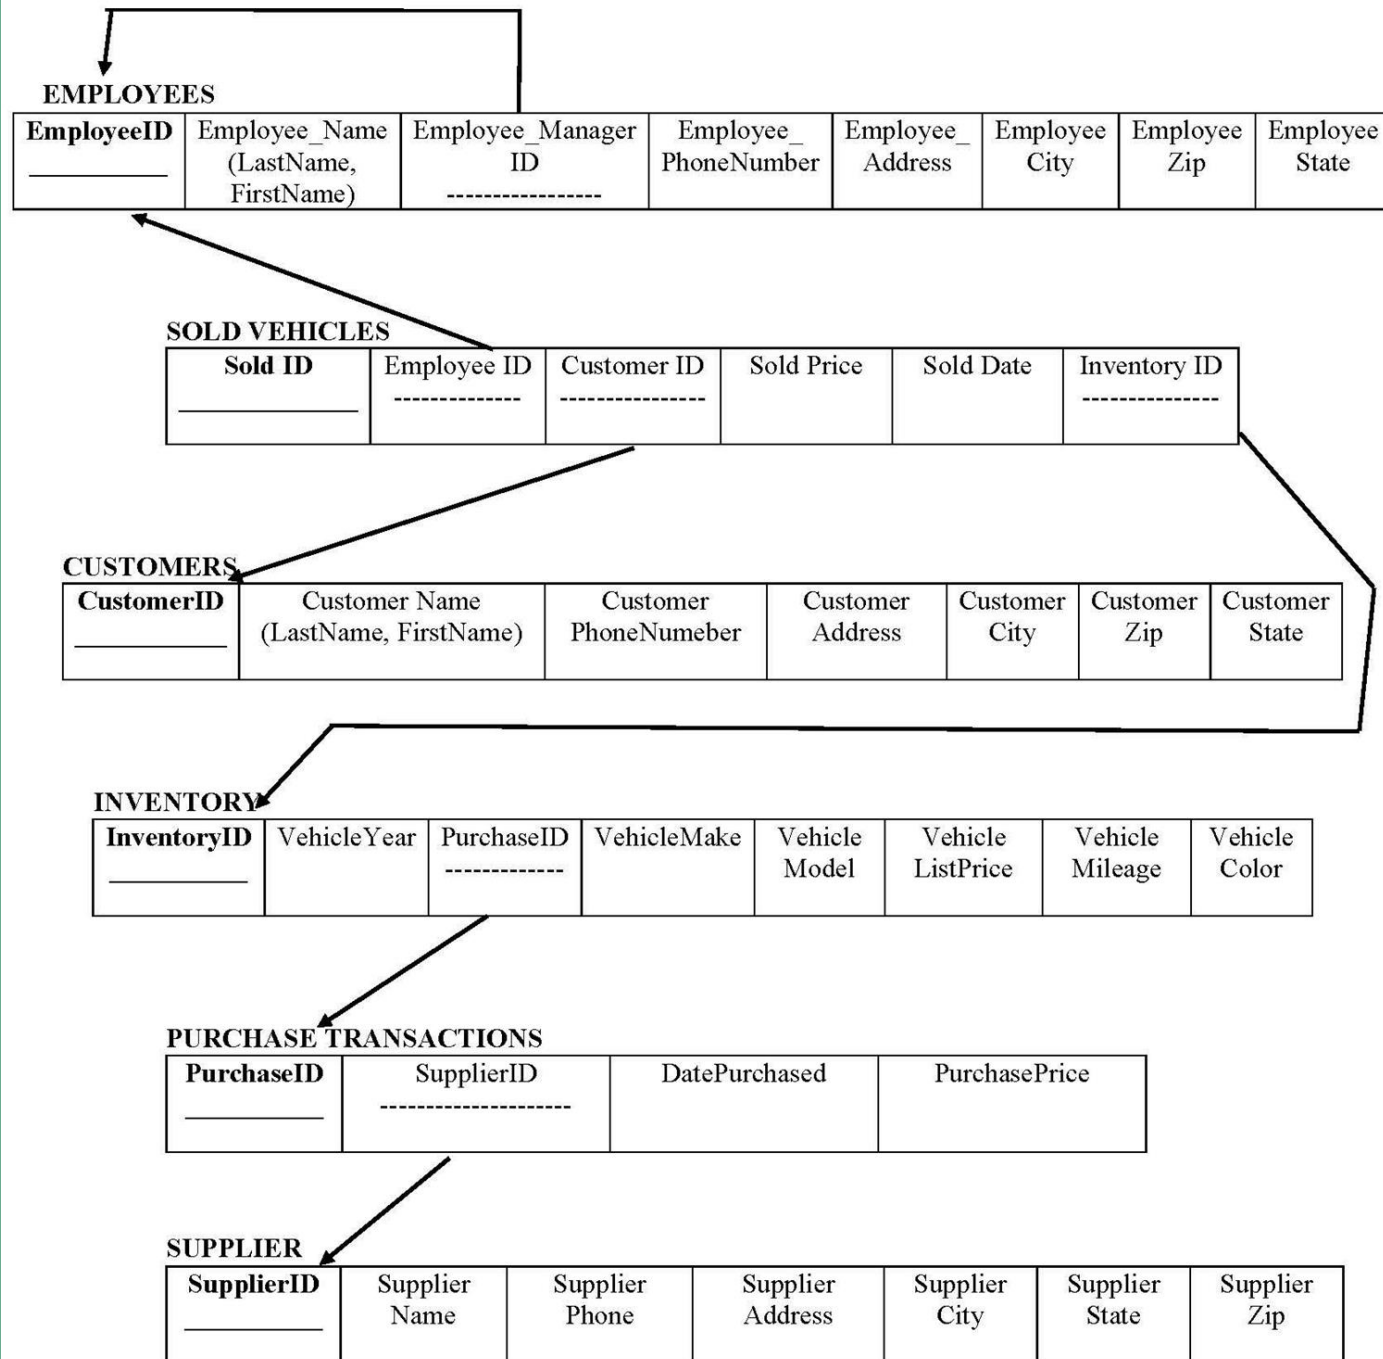 EMPLOYEES
EmployeeID Employee_Name Employee_Manager Employee_ Employee_ Employee Employee Employee
(LastName, ID PhoneNumber Address City Zip State
FirstName) -----------------
SOLD VEHICLES
Sold ID Employee ID Customer ID Sold Price Sold Date Inventory ID
-------------- ---------------- ---------------
CUSTOMERS
CustomerID Customer Name Customer Customer Customer Customer Customer
(LastName, FirstName) PhoneNumeber Address City Zip State
INVENTORY
InventoryID VehicleYear PurchaseID VehicleMake Vehicle Vehicle Vehicle Vehicle
------------- Model ListPrice Mileage Color
PURCHASE TRANSACTIONS
PurchaseID SupplierID DatePurchased PurchasePrice
---------------------
SUPPLIER
SupplierID Supplier Supplier Supplier Supplier Supplier Supplier
Name Phone Address City State Zip